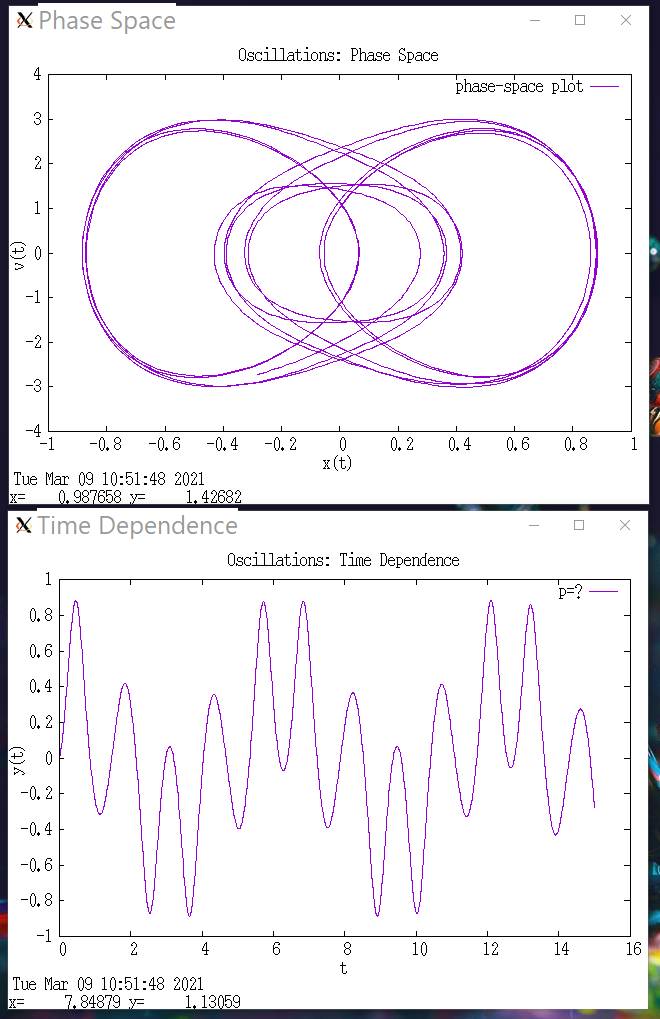 Phase Space
Oscillations: Phase Space
phase-space plot
4
3
2
1
0
-1
-2
-3
-4
v(t)
-1 -0.8 -0.6 -0.4 -0.2 0 0.2 0.4 0.6 0.8 1
x(t)
Tue Mar 09 10:51:48 2021
x= 0.987658 y= 1.42682
Time Dependence
Oscillations: Time Dependence
p=?
1
0.8
0.6
0.4
0.2
0
-0.2
-0.4
-0.6
-0.8
-1
y(t)
0 2 4 6 8 10 12 14 16
t
Tue Mar 09 10:51:48 2021
x= 7.84879 y= 1.13059